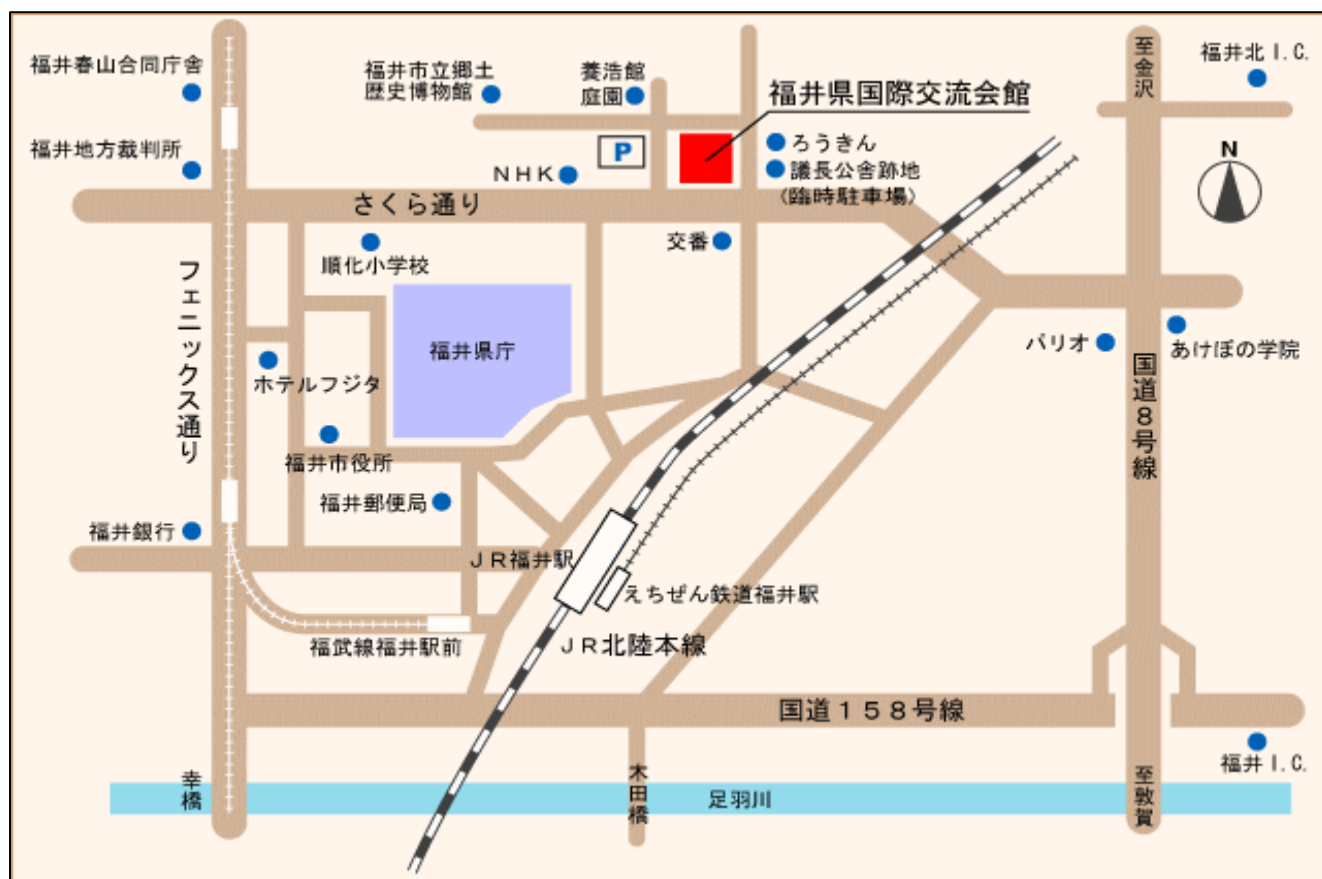 福井春山合同庁舎
福井市立郷土
歴史博物館
養浩館
庭園
福井県国際交流会館
至金沢
福井北I.C.
福井地方裁判所
P
ろうきん
NHK
議長公舎跡地
(臨時駐車場)
N
さくら通り
交番
順化小学校
フェニックス通り
福井県庁
バリオ
あけぼの学院
ホテルフジタ
国道8号線
福井市役所
福井郵便局
福井銀行
JR福井駅
えちぜん鉄道福井駅
福武線福井駅前
JR北陸本線
国道158号線
福井I.C.
幸橋
木田橋
足羽川
至敦賀